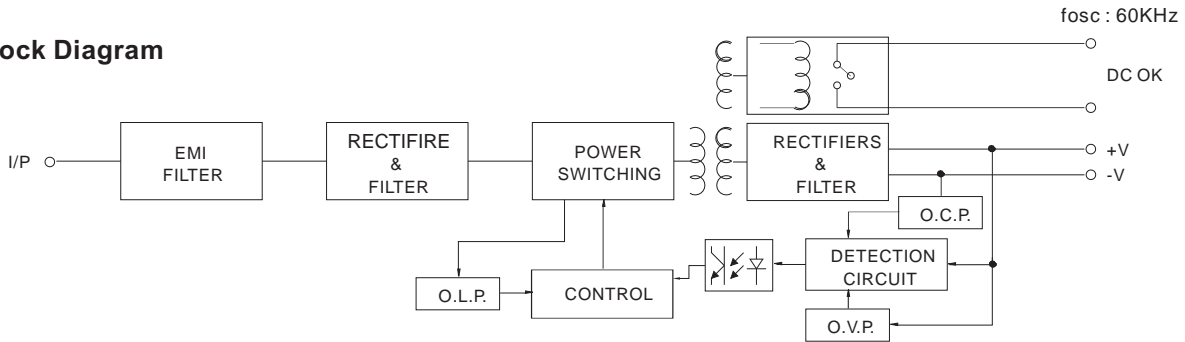 fosc : 60KHz
ock Diagram
DC OK
I/P
EMI
FILTER
RECTIFIRE
&
FILTER
POWER
SWITCHING
RECTIFIERS
&
FILTER
+V
-V
O.C.P.
DETECTION
CIRCUIT
O.L.P.
CONTROL
O.V.P.